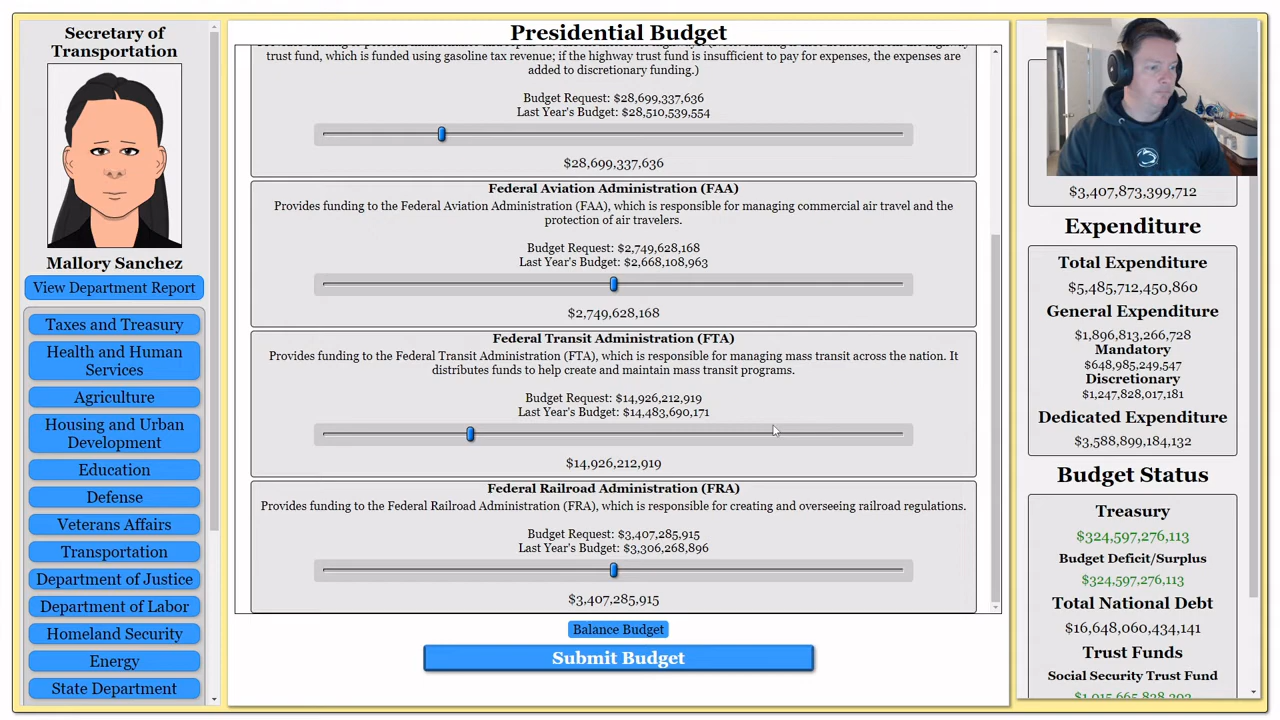 Secretary of
Transportation
Mallory Sanchez
View Department Report
Taxes and Treasury
Health and Human
Services
Agriculture
Housing and Urban
Development
Education
Defense
Veterans Affairs
Transportation
Department of Justice
Department of Labor
Homeland Security
Energy
State Department
Presidential Budget
trust fund, which is funded using gasoline tax revenue; if the highway trust fund is insufficient to pay for expenses, the expenses are
added to discretionary funding.)
Budget Request: $28,699,337,636
Last Year's Budget: $28,510,539,554
$28,699,337,636
Federal Aviation Administration (FAA)
Provides funding to the Federal Aviation Administration (FAA), which is responsible for managing commercial air travel and the
protection of air travelers.
Budget Request: $2,749,628,168
Last Year's Budget: $2,668,108,963
$2,749,628,168
Federal Transit Administration (FTA)
Provides funding to the Federal Transit Administration (FTA), which is responsible for managing mass transit across the nation. It
distributes funds to help create and maintain mass transit programs.
Budget Request: $14,926,212,919
Last Year's Budget: $14,483,690,171
$14,926,212,919
Federal Railroad Administration (FRA)
Provides funding to the Federal Railroad Administration (FRA), which is responsible for creating and overseeing railroad regulations.
Budget Request: $3,407,285,915
Last Year's Budget: $3,306,268,896
$3,407,285,915
Balance Budget
Submit Budget
$3,407,873,399,712
Expenditure
Total Expenditure
$5,485,712,450,860
General Expenditure
$1,896,813,266,728
Mandatory
$648,985,249,547
Discretionary
$1,247,828,017,181
Dedicated Expenditure
$3,588,899,184,132
Budget Status
Treasury
$324,597,276,113
Budget Deficit/Surplus
$324,597,276,113
Total National Debt
$16,648,060,434,141
Trust Funds
Social Security Trust Fund